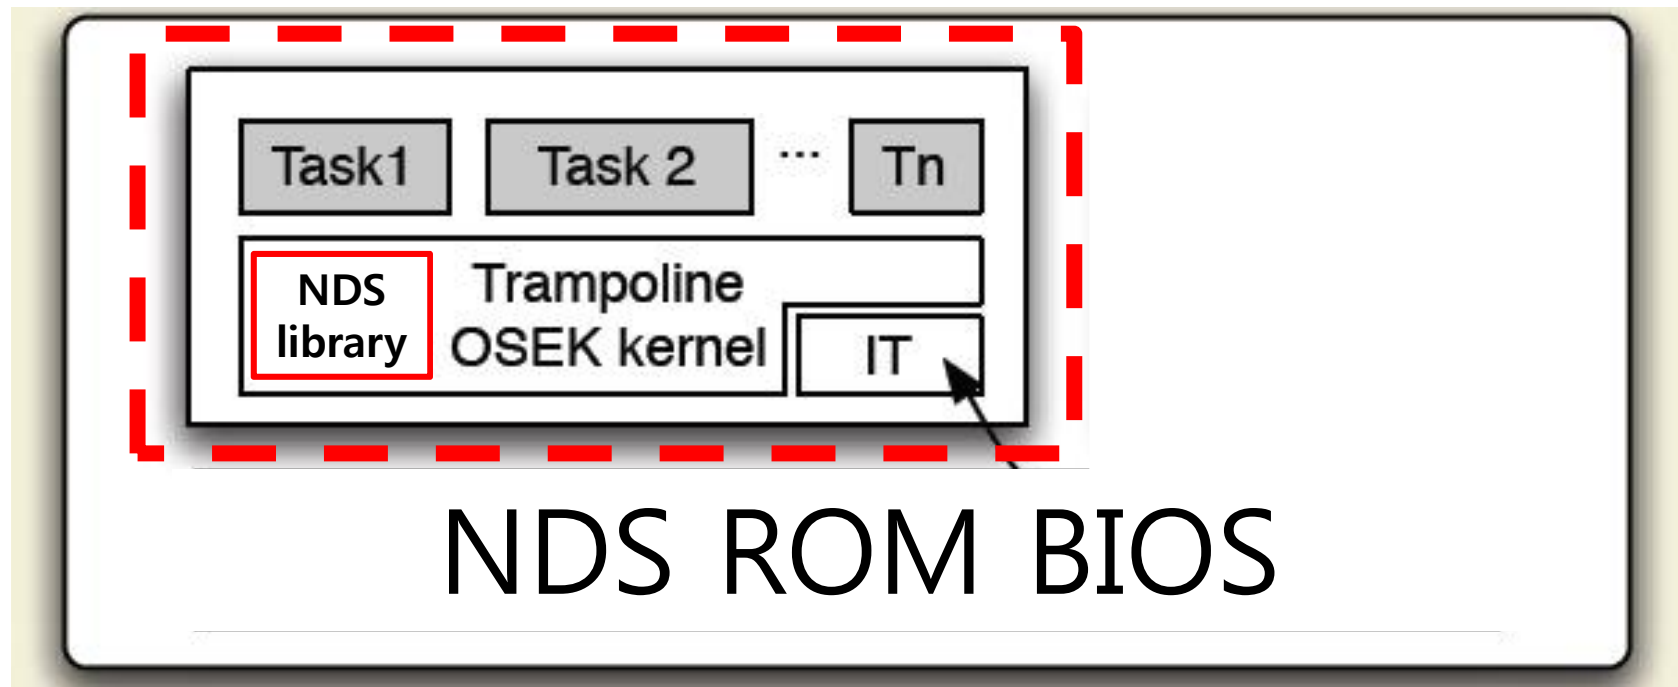 Task1
Task 2
...
Tn
NDS
library
Trampoline
OSEK kernel
IT
NDS ROM BIOS